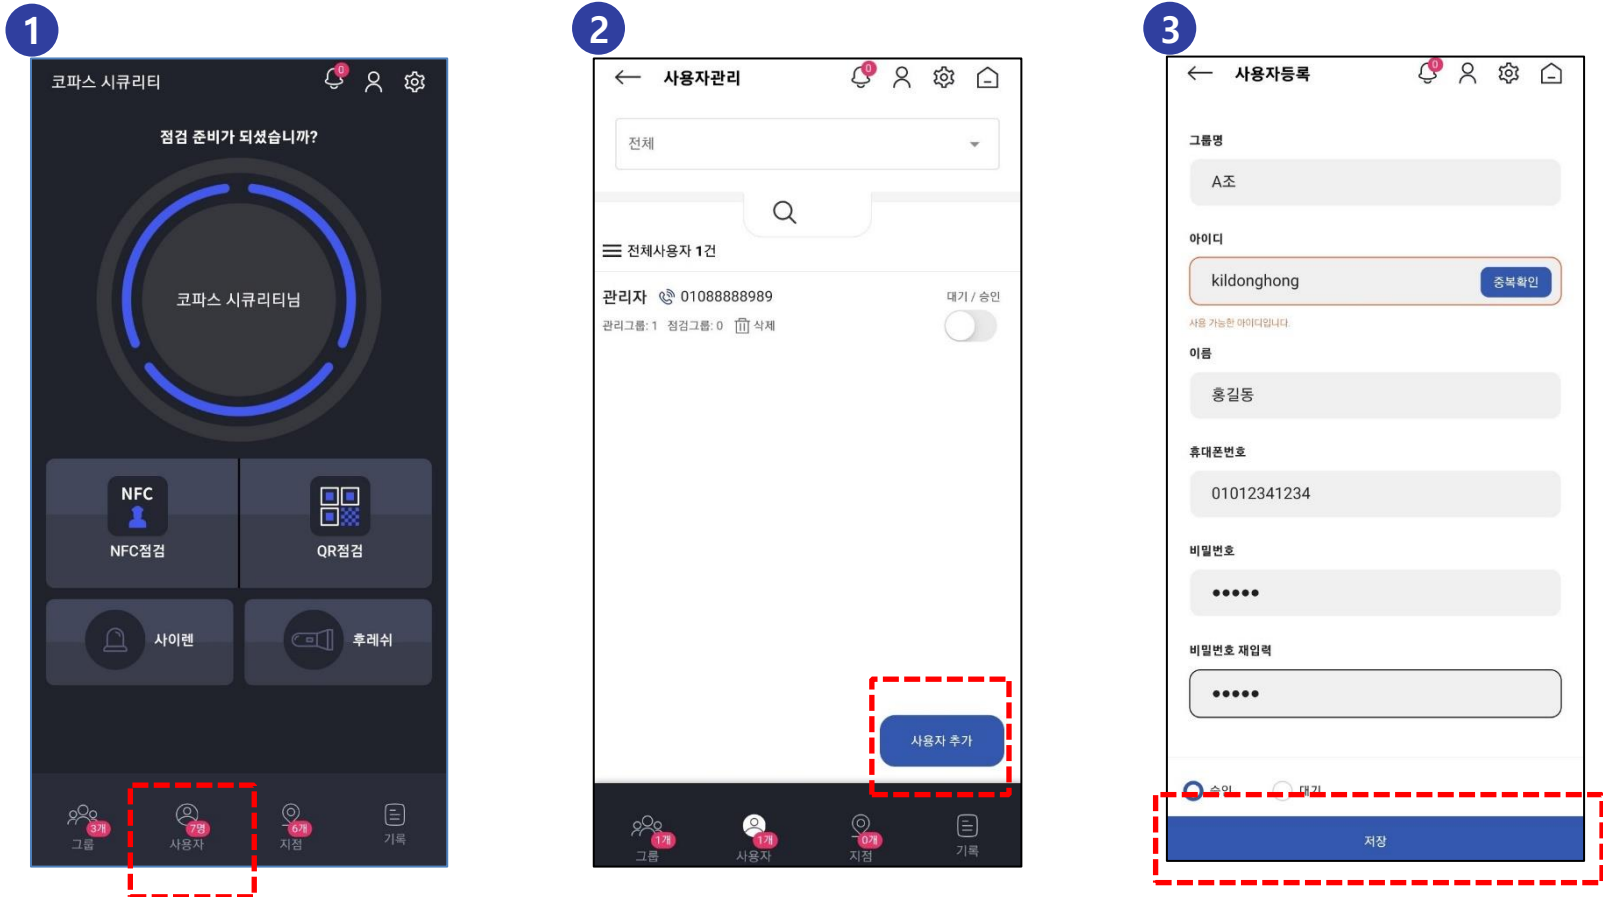 1
코파스 시큐리티
0
점검 준비가 되셨습니까?
코파스 시큐리티님
NFC
NFC점검
QR점검
사이렌
후레쉬
3개
그룹
7명
사용자
6개
지점
기록
2
사용자관리
0
전체
전체사용자 1건
관리자 01088888989
대기 / 승인
관리그룹: 1 점검그룹: 0 삭제
사용자 추가
1개
그룹
1개
사용자
0개
지점
기록
3
사용자등록
0
그룹명
A조
아이디
kildonghong
중복확인
사용 가능한 아이디입니다.
이름
홍길동
휴대폰번호
01012341234
비밀번호
•••••
비밀번호 재입력
•••••
승인
대기
저장